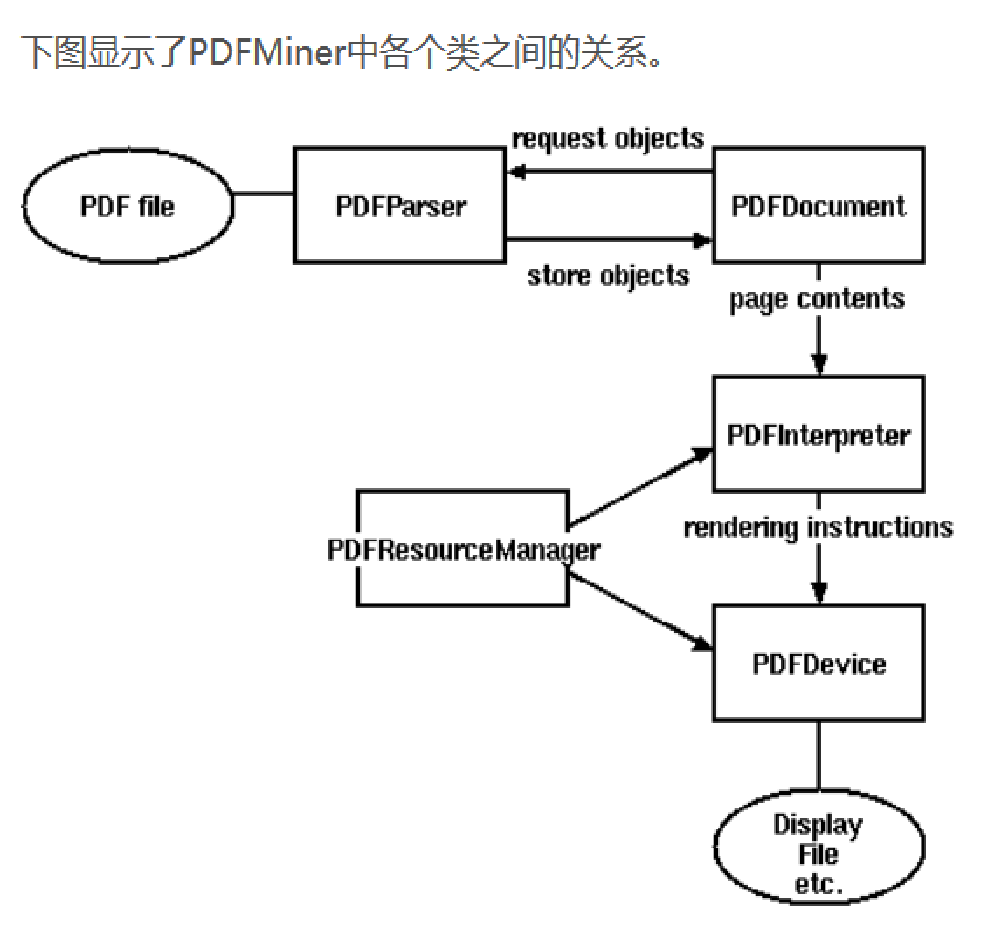 下图显示了PDFMiner中各个类之间的关系。
request objects
PDF file
PDFParser
PDFDocument
store objects
page contents
PDFInterpreter
rendering instructions
PDFResourceManager
PDFDevice
Display
File
etc.